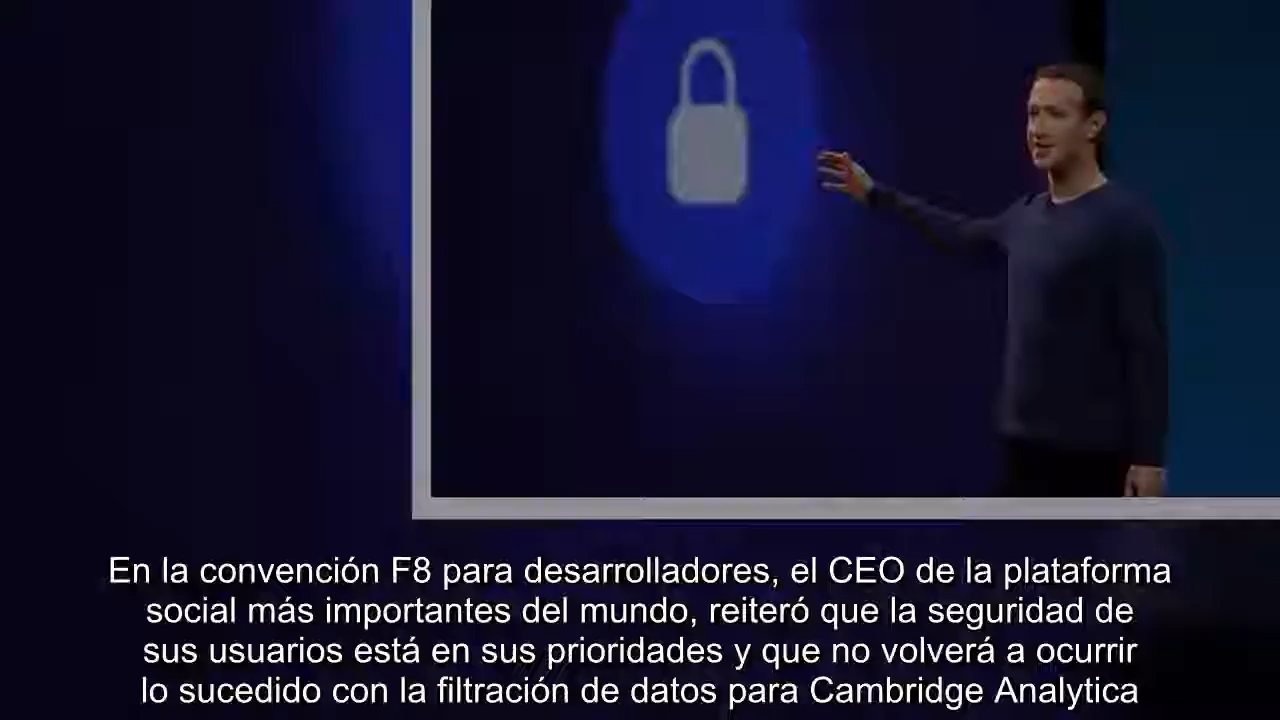 En la convención F8 para desarrolladores, el CEO de la plataforma
social más importantes del mundo, reiteró que la seguridad de
sus usuarios está en sus prioridades y que no volverá a ocurrir
lo sucedido con la filtración de datos para Cambridge Analytica